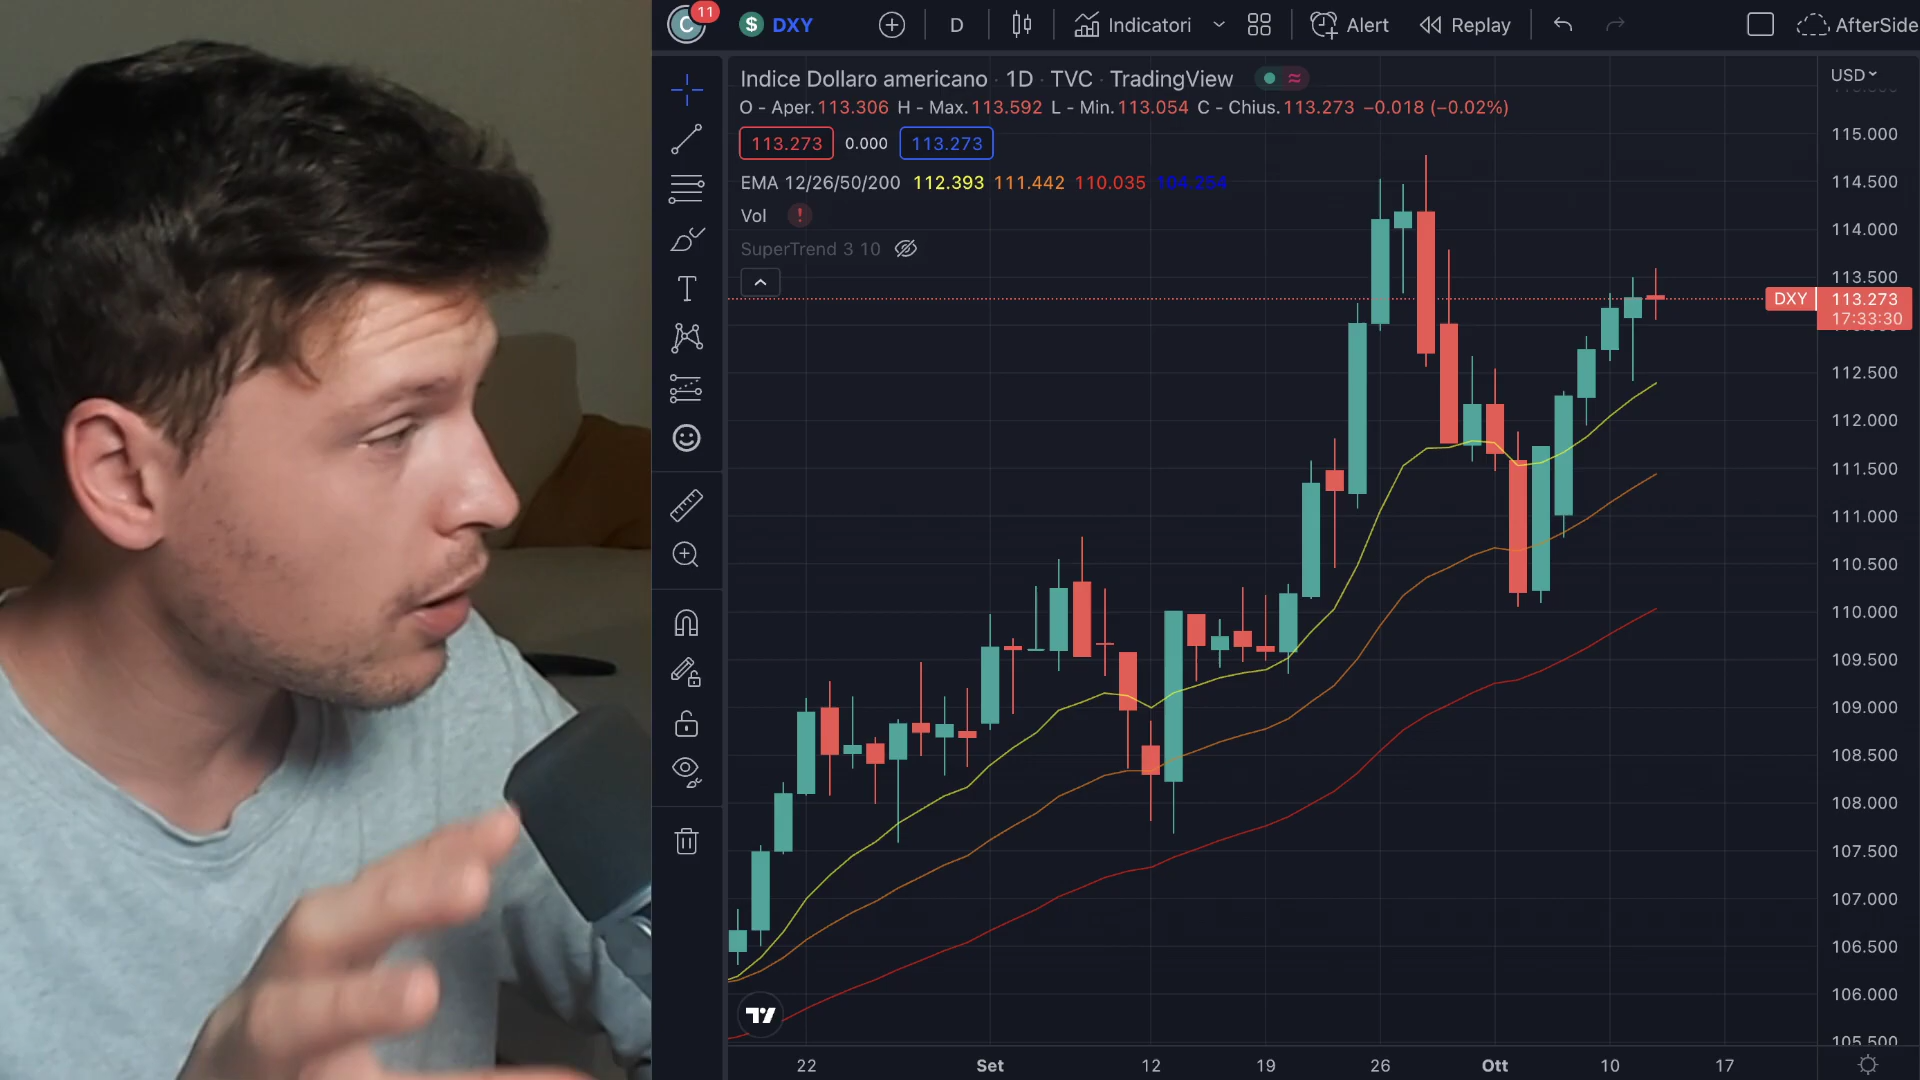 C 11 $ DXY D Indicatori Alert Replay AfterSide
Indice Dollaro americano · 1D · TVC · TradingView
USD
O - Aper.113.306 H - Max.113.592 L - Min.113.054 C - Chius.113.273 −0.018 (−0.02%)
113.273 0.000 113.273
EMA 12/26/50/200 112.393 111.442 110.035 104.254
Vol !
SuperTrend 3 10
T
115.000
114.500
114.000
113.500
DXY 113.273
17:33:30
112.500
112.000
111.500
111.000
110.500
110.000
109.500
109.000
108.500
108.000
107.500
107.000
106.500
106.000
105.500
22 Set 12 19 26 Ott 10 17